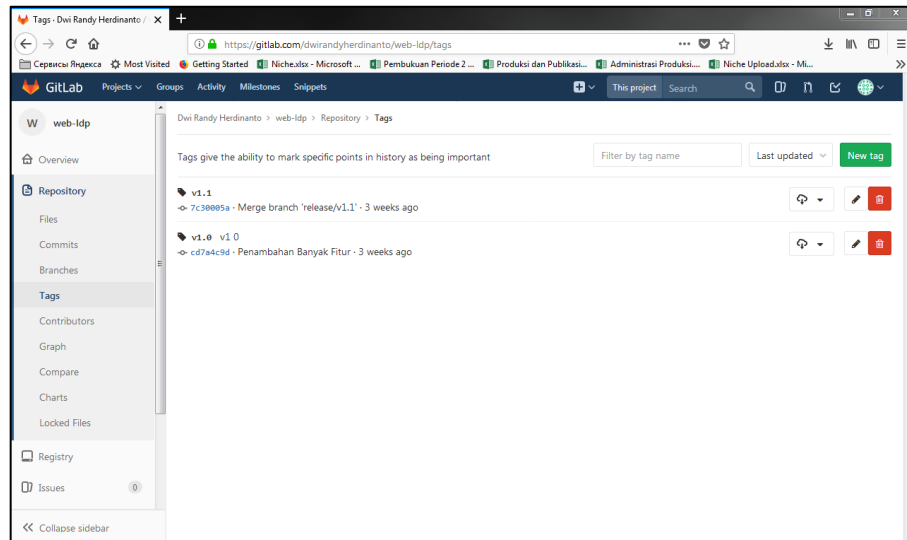 Tags · Dwi Randy Herdinanto /
https://gitlab.com/dwirandyherdinanto/web-ldp/tags
Сервисы Яндекса Most Visited Getting Started Niche.xlsx - Microsoft ... Pembukuan Periode 2 ... Produksi dan Publikasi... Administrasi Produksi.... Niche Upload.xlsx - Mi...
GitLab Projects Groups Activity Milestones Snippets This project Search
W web-ldp
Dwi Randy Herdinanto > web-ldp > Repository > Tags
Overview
Tags give the ability to mark specific points in history as being important
Filter by tag name
Last updated
New tag
Repository
v1.1
7c30005a · Merge branch 'release/v1.1' · 3 weeks ago
Files
v1.0 v1 0
Commits
cd7a4c9d · Penambahan Banyak Fitur · 3 weeks ago
Branches
Tags
Contributors
Graph
Compare
Charts
Locked Files
Registry
Issues 0
Collapse sidebar